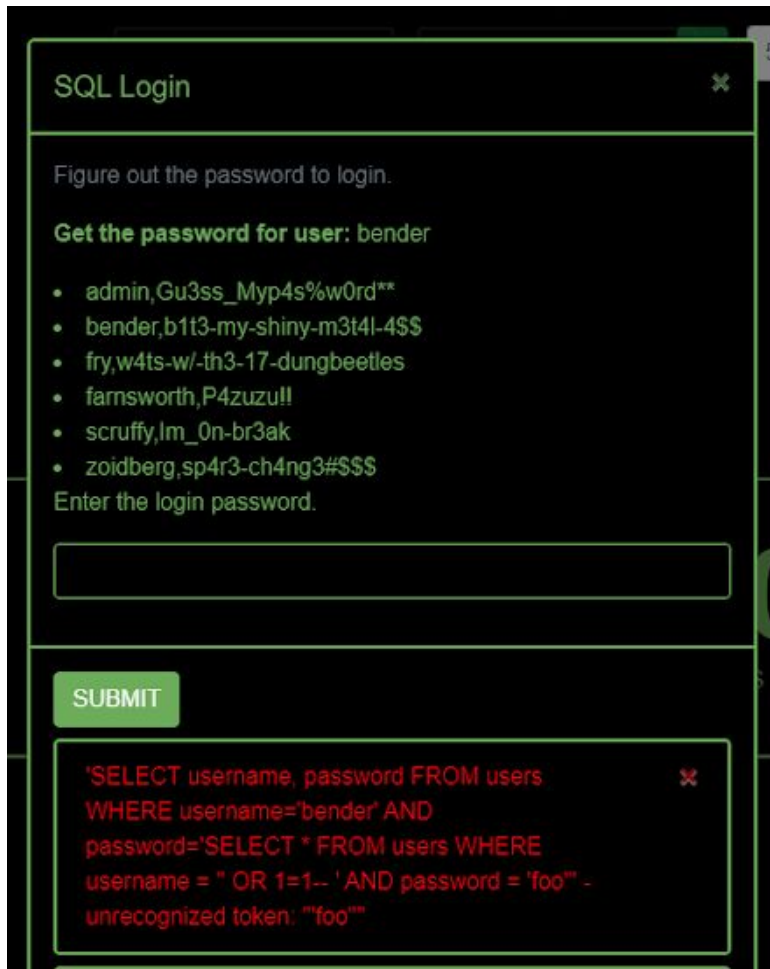 SQL Login ×
Figure out the password to login.
Get the password for user: bender
• admin,Gu3ss_Myp4s%w0rd**
• bender,b1t3-my-shiny-m3t4l-4$$
• fry,w4ts-w/-th3-17-dungbeetles
• farnsworth,P4zuzu!!
• scruffy,Im_0n-br3ak
• zoidberg,sp4r3-ch4ng3#$$$
Enter the login password.
SUBMIT
'SELECT username, password FROM users ×
WHERE username='bender' AND
password='SELECT * FROM users WHERE
username = '' OR 1=1-- ' AND password = 'foo'' -
unrecognized token: "'foo''"